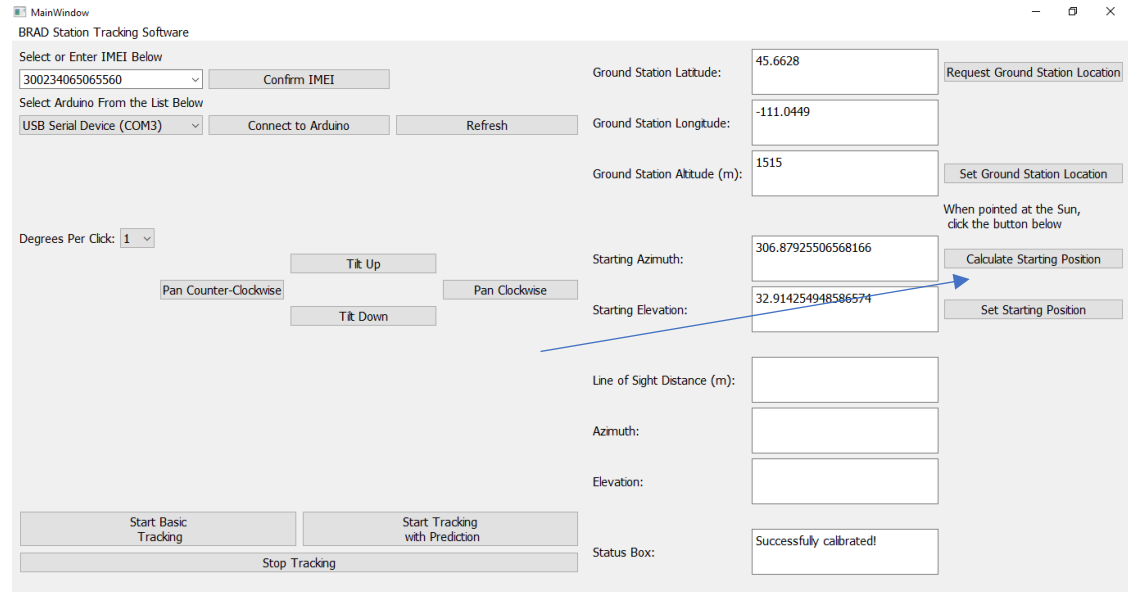 MainWindow
BRAD Station Tracking Software
Select or Enter IMEI Below
300234065065560
Confirm IMEI
Select Arduino From the List Below
USB Serial Device (COM3)
Connect to Arduino
Refresh
Degrees Per Click:
1
Tilt Up
Pan Counter-Clockwise
Pan Clockwise
Tilt Down
Start Basic
Tracking
Start Tracking
with Prediction
Stop Tracking
Ground Station Latitude:
45.6628
Request Ground Station Location
Ground Station Longitude:
-111.0449
Ground Station Altitude (m):
1515
Set Ground Station Location
When pointed at the Sun,
click the button below
Starting Azimuth:
306.87925506568166
Calculate Starting Position
Starting Elevation:
32.914254948586574
Set Starting Position
Line of Sight Distance (m):
Azimuth:
Elevation:
Status Box:
Successfully calibrated!